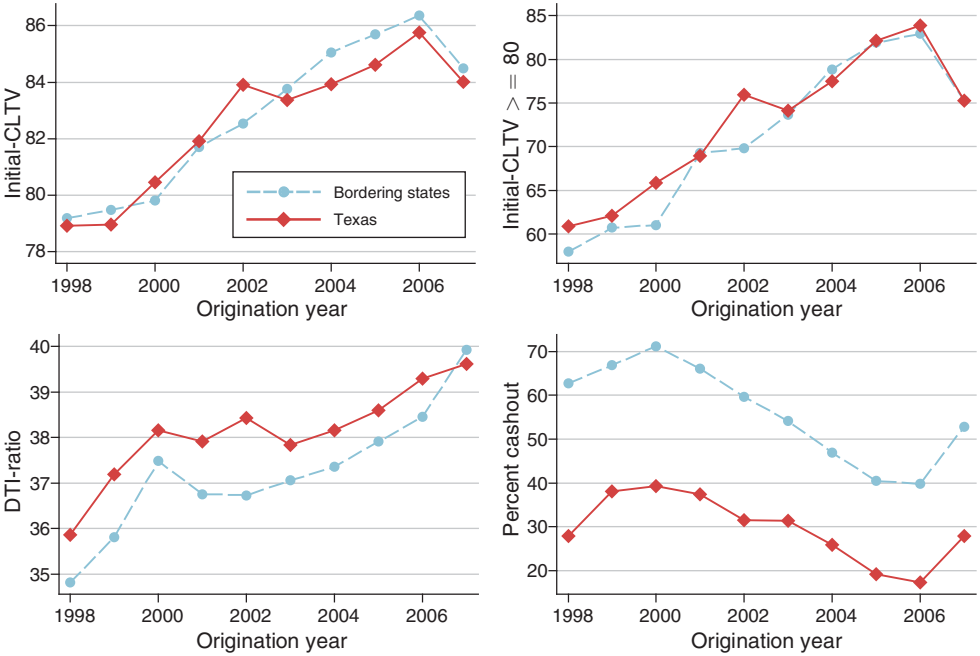 Initial-CLTV
86
84
82
80
78
Bordering states
Texas
1998 2000 2002 2004 2006
Origination year
Initial-CLTV > = 80
85
80
75
70
65
60
1998 2000 2002 2004 2006
Origination year
DTI-ratio
40
39
38
37
36
35
1998 2000 2002 2004 2006
Origination year
Percent cashout
70
60
50
40
30
20
1998 2000 2002 2004 2006
Origination year